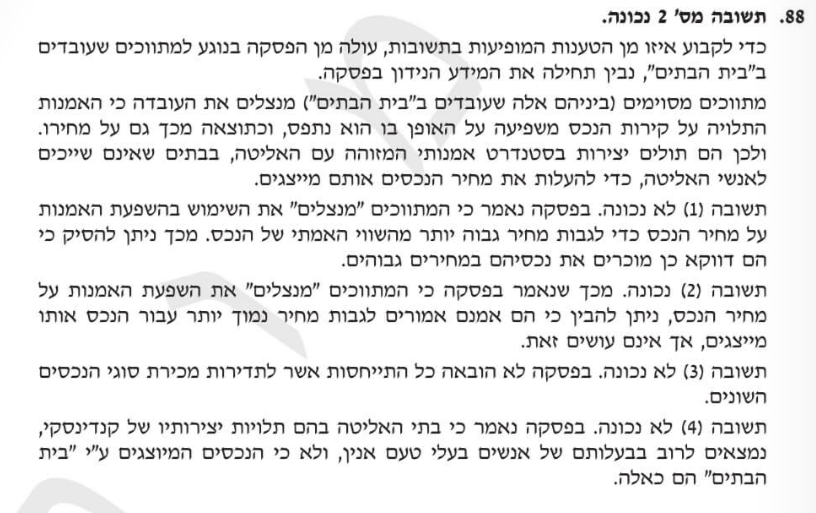 88. תשובה מס' 2 נכונה.
כדי לקבוע איזו מן הטענות המופיעות בתשובות, עולה מן הפסקה בנוגע למתווכים שעובדים
ב"בית הבתים", נבין תחילה את המידע הנידון בפסקה.
מתווכים מסוימים (ביניהם אלה שעובדים ב"בית הבתים") מנצלים את העובדה כי האמנות
התלויה על קירות הנכס משפיעה על האופן בו הוא נתפס, וכתוצאה מכך גם על מחירו.
ולכן הם תולים יצירות בסטנדרט אמנותי המזוהה עם האליטה, בבתים שאינם שייכים
לאנשי האליטה, כדי להעלות את מחיר הנכסים אותם מייצגים.
תשובה (1) לא נכונה. בפסקה נאמר כי המתווכים "מנצלים" את השימוש בהשפעת האמנות
על מחיר הנכס כדי לגבות מחיר גבוה יותר מהשווי האמתי של הנכס. מכך ניתן להסיק כי
הם דווקא כן מוכרים את נכסיהם במחירים גבוהים.
תשובה (2) נכונה. מכך שנאמר בפסקה כי המתווכים "מנצלים" את השפעת האמנות על
מחיר הנכס, ניתן להבין כי הם אמנם אמורים לגבות מחיר נמוך יותר עבור הנכס אותו
מייצגים, אך אינם עושים זאת.
תשובה (3) לא נכונה. בפסקה לא הובאה כל התייחסות אשר לתדירות מכירת סוגי הנכסים
השונים.
תשובה (4) לא נכונה. בפסקה נאמר כי בתי האליטה בהם תלויות יצירותיו של קנדינסקי,
נמצאים לרוב בבעלותם של אנשים בעלי טעם אנין, ולא כי הנכסים המיוצגים ע"י "בית
הבתים" הם כאלה.